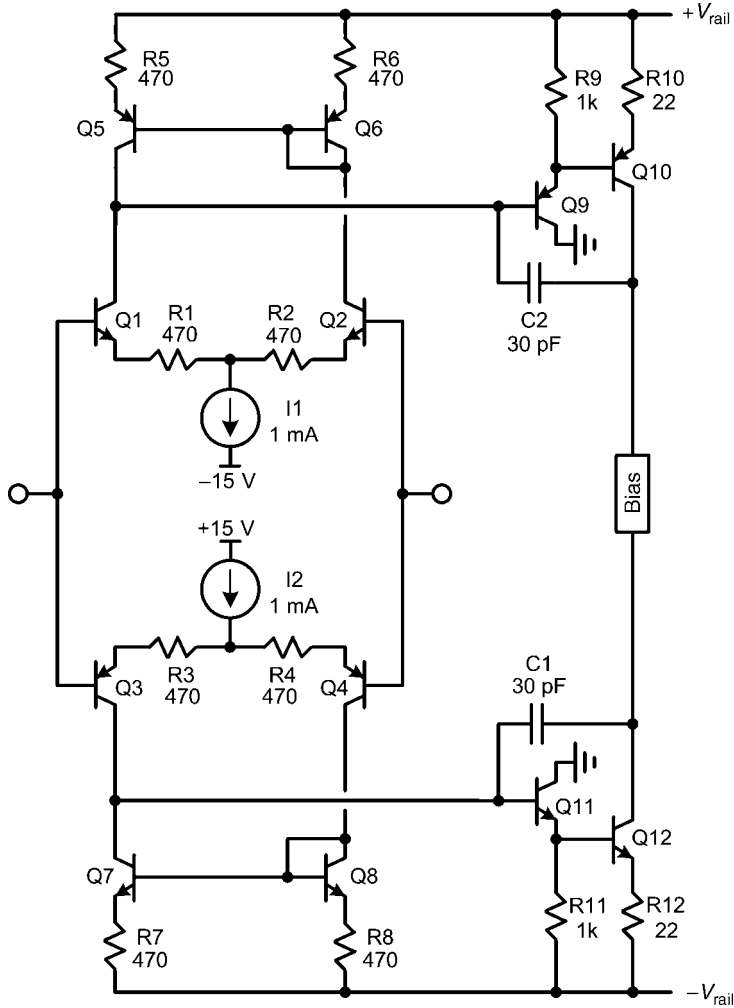 +Vrail
R5
470
R6
470
R9
1k
R10
22
Q5
Q6
Q10
Q9
C2
30 pF
Q1
R1
470
R2
470
Q2
I1
1 mA
−15 V
Bias
+15 V
I2
1 mA
Q3
R3
470
R4
470
Q4
C1
30 pF
Q11
Q12
Q7
Q8
R7
470
R8
470
R11
1k
R12
22
−Vrail